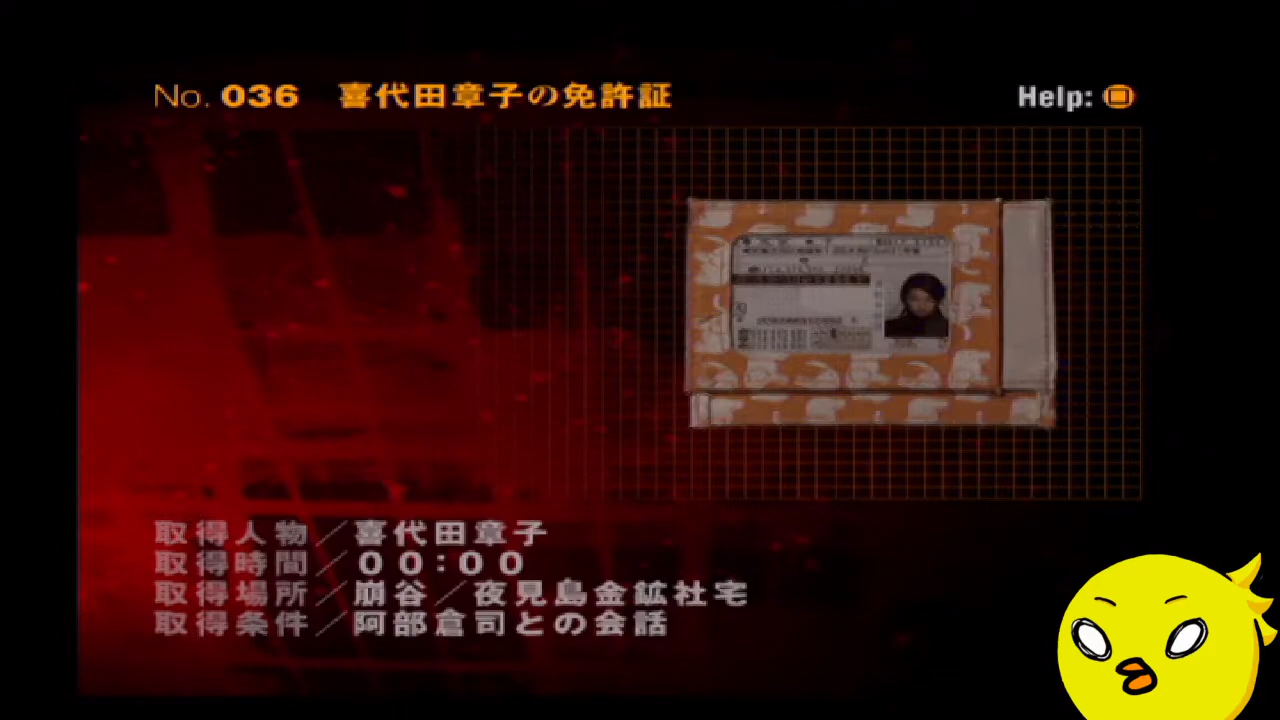 No. 036 喜代田章子の免許証
Help:
取得人物／喜代田章子
取得時間／00:00
取得場所／崩谷／夜見島金鉱社宅
取得条件／阿部倉司との会話